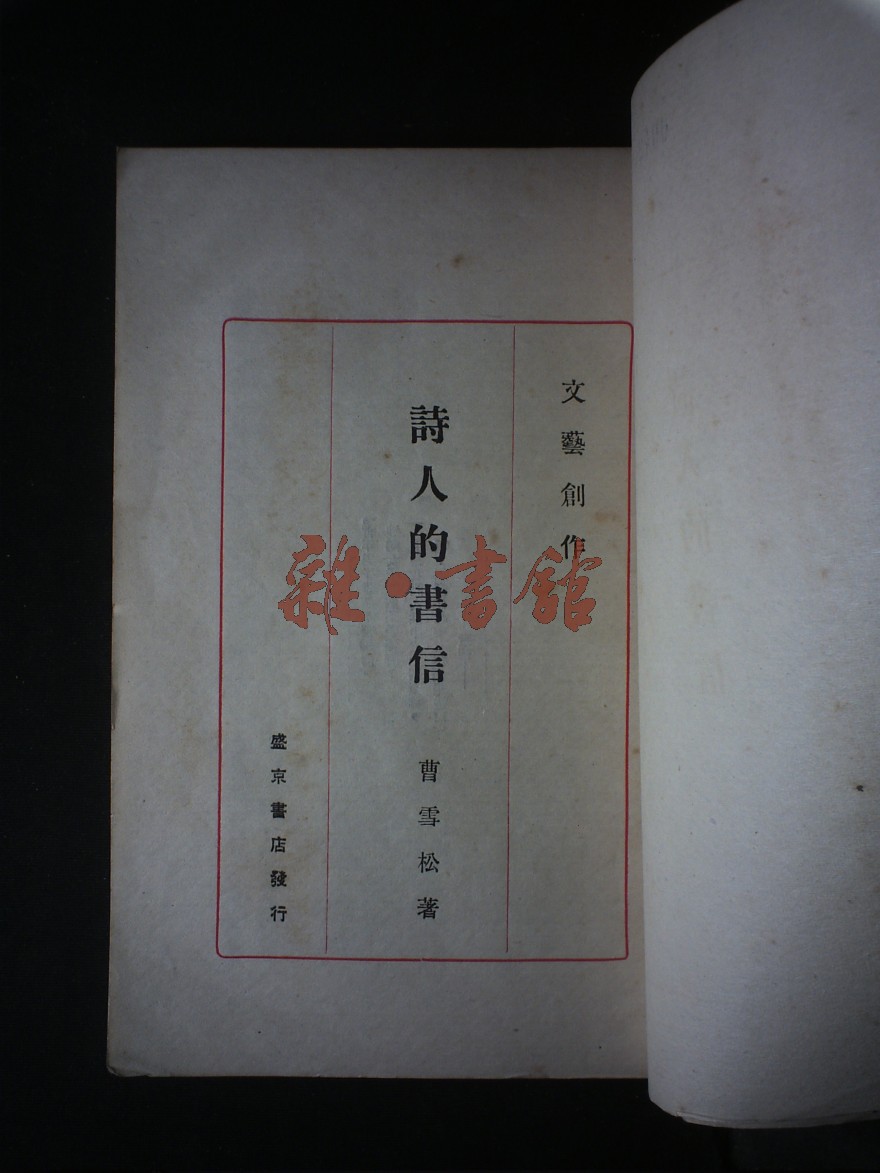 文藝創作
詩人的書信
曹雪松著
盛京書店發行
雜·書館